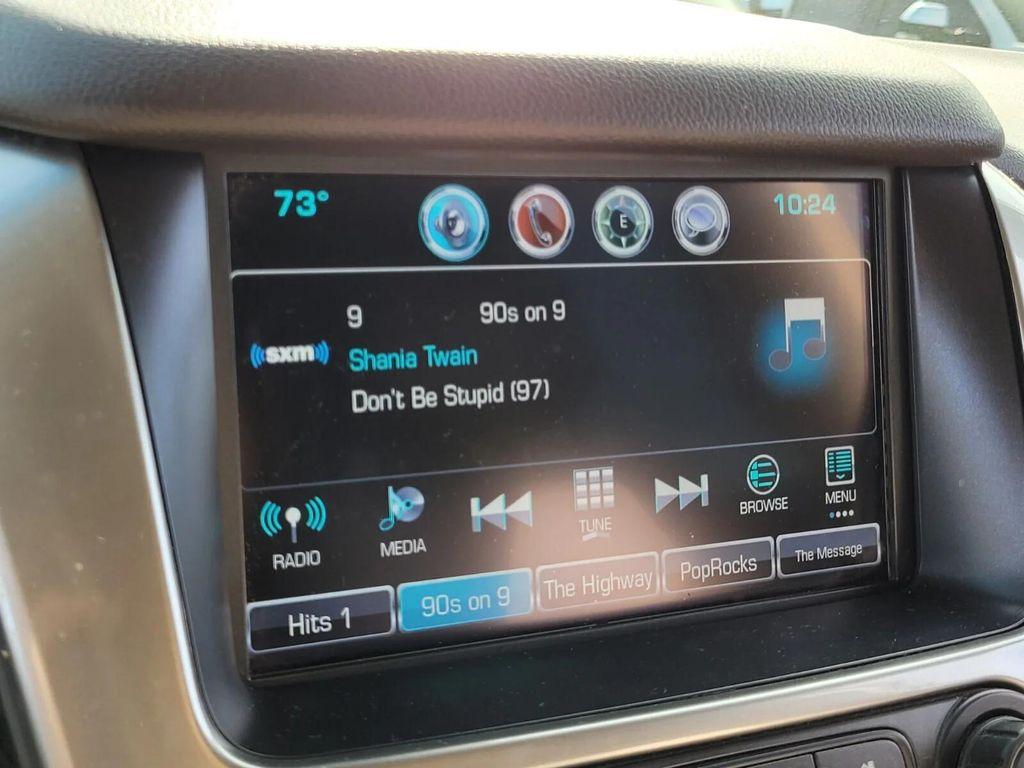 73° 10:24
E
9 90s on 9
sxm
Shania Twain
Don't Be Stupid (97)
RADIO MEDIA TUNE BROWSE MENU
Hits 1 90s on 9 The Highway PopRocks The Message